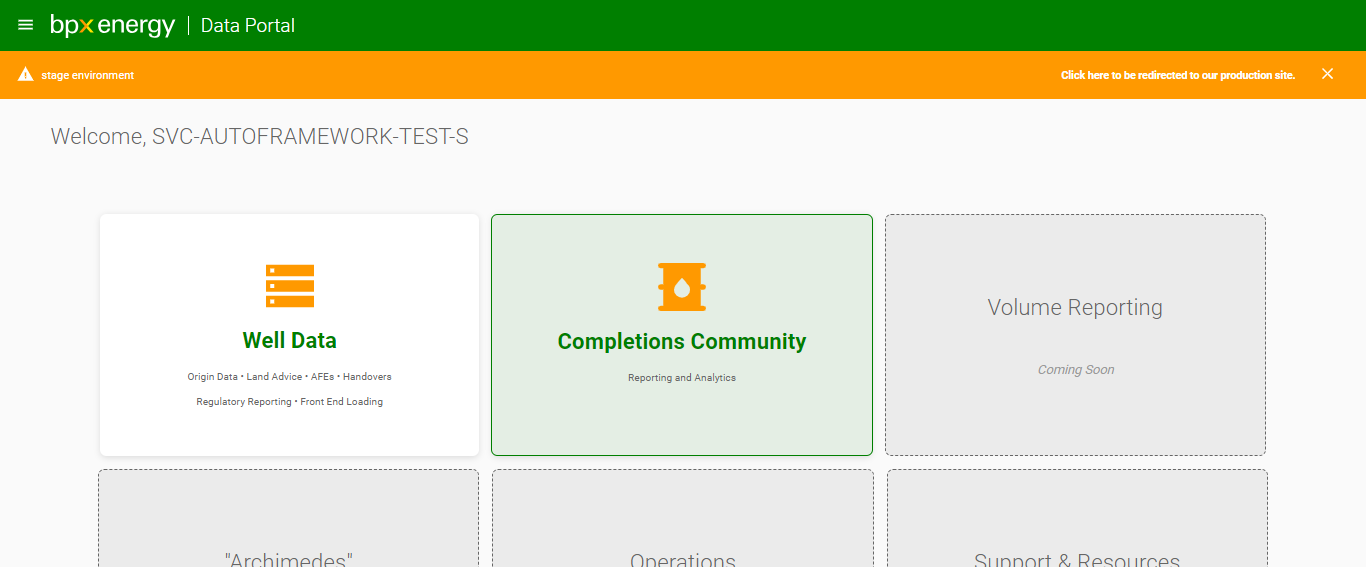 bpx energy | Data Portal
stage environment
Click here to be redirected to our production site.
Welcome, SVC-AUTOFRAMEWORK-TEST-S
Well Data
Origin Data • Land Advice • AFEs • Handovers
Regulatory Reporting • Front End Loading
Completions Community
Reporting and Analytics
Volume Reporting
Coming Soon
"Archimedes"
Operations
Support & Resources